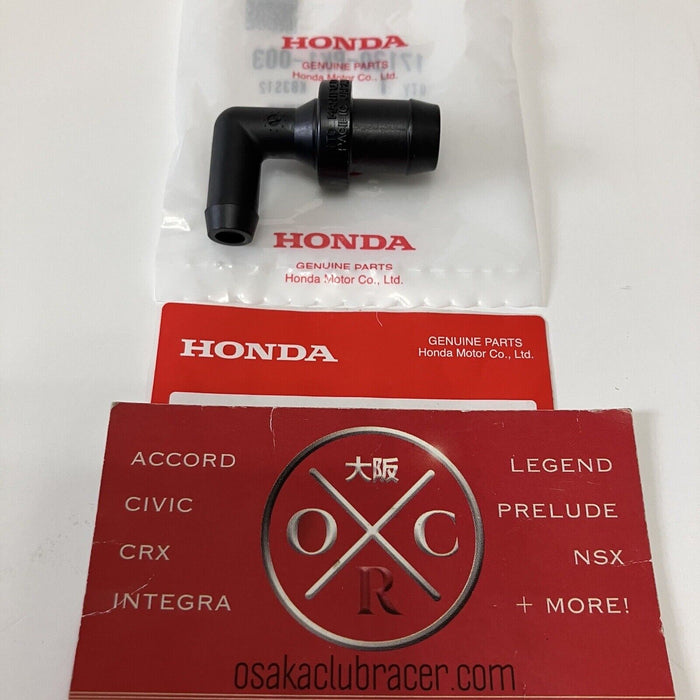 HONDA
GENUINE PARTS
Honda Motor Co., Ltd.
HONDA
GENUINE PARTS
Honda Motor Co., Ltd.
HONDA
GENUINE PARTS
Honda Motor Co., Ltd.
ACCORD
CIVIC
CRX
INTEGRA
大阪
O C
R
LEGEND
PRELUDE
NSX
+ MORE!
osakaclubracer.com